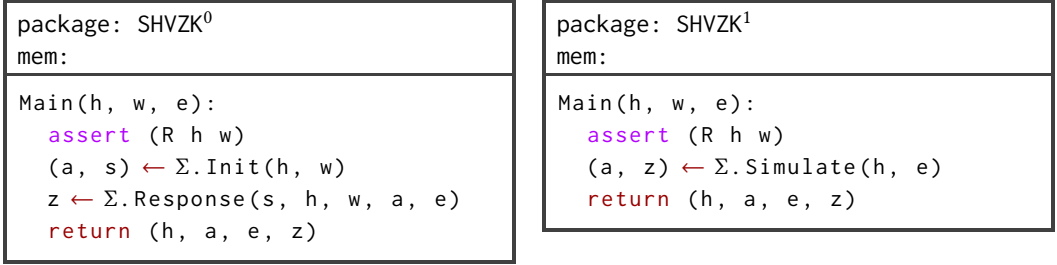 package: SHVZK⁰
mem:
Main(h, w, e):
assert (R h w)
(a, s) ← Σ.Init(h, w)
z ← Σ.Response(s, h, w, a, e)
return (h, a, e, z)
package: SHVZK¹
mem:
Main(h, w, e):
assert (R h w)
(a, z) ← Σ.Simulate(h, e)
return (h, a, e, z)